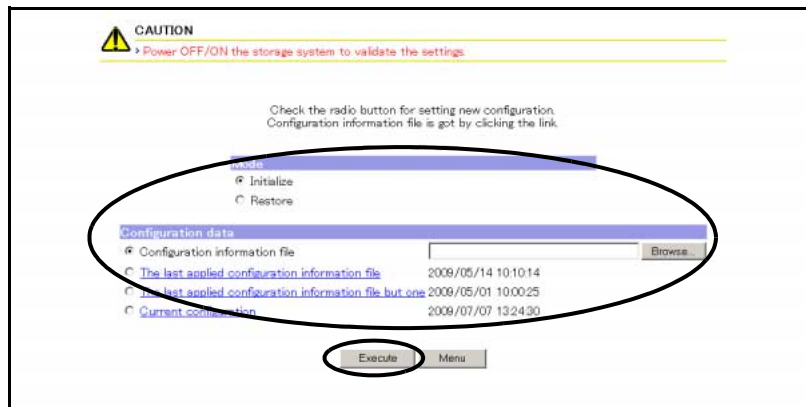 CAUTION
Power OFF/ON the storage system to validate the settings.
Check the radio button for setting new configuration.
Configuration information file is got by clicking the link.
Mode
Initialize
Restore
Configuration data
Configuration information file Browse...
The last applied configuration information file 2009/05/14 10:10:14
The last applied configuration information file but one 2009/05/01 10:00:25
Current configuration 2009/07/07 13:24:30
Execute Menu